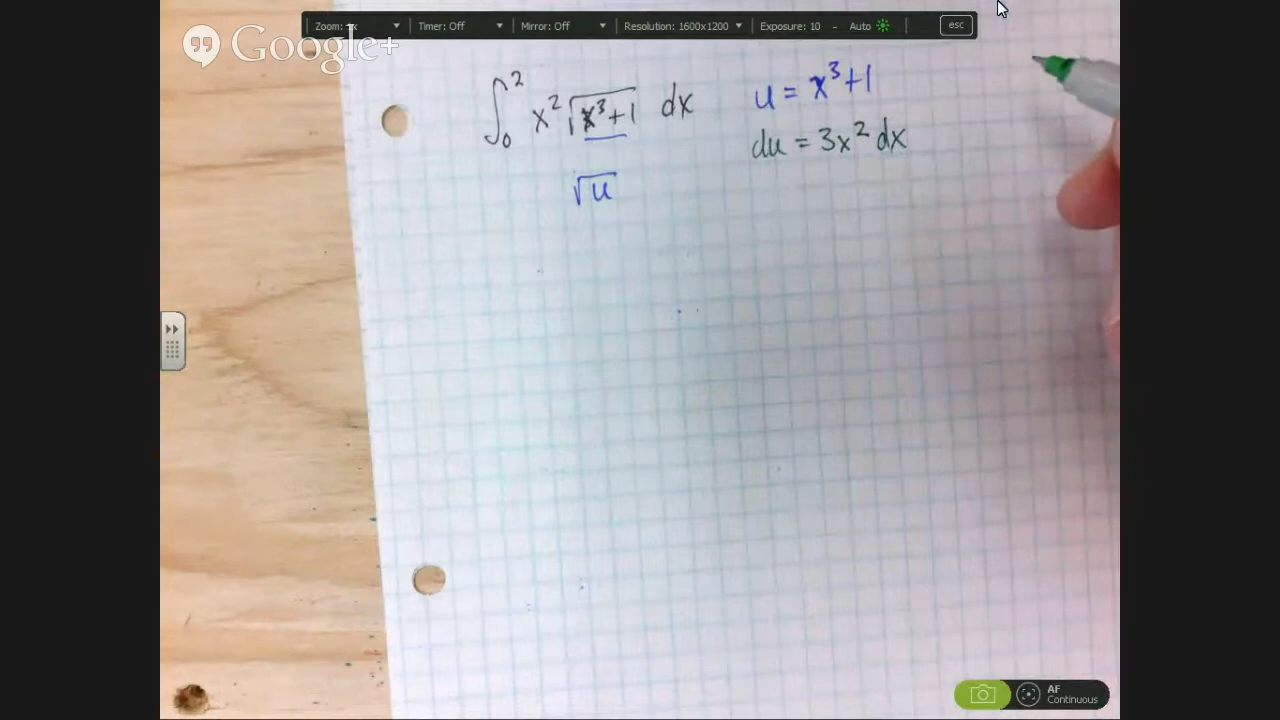 Zoom: 1x Timer: Off Mirror: Off Resolution: 1600x1200 Exposure: 10 - Auto esc
Google+
∫₀² x² √(x³+1) dx
u = x³+1
du = 3x² dx
√u
AF
Continuous